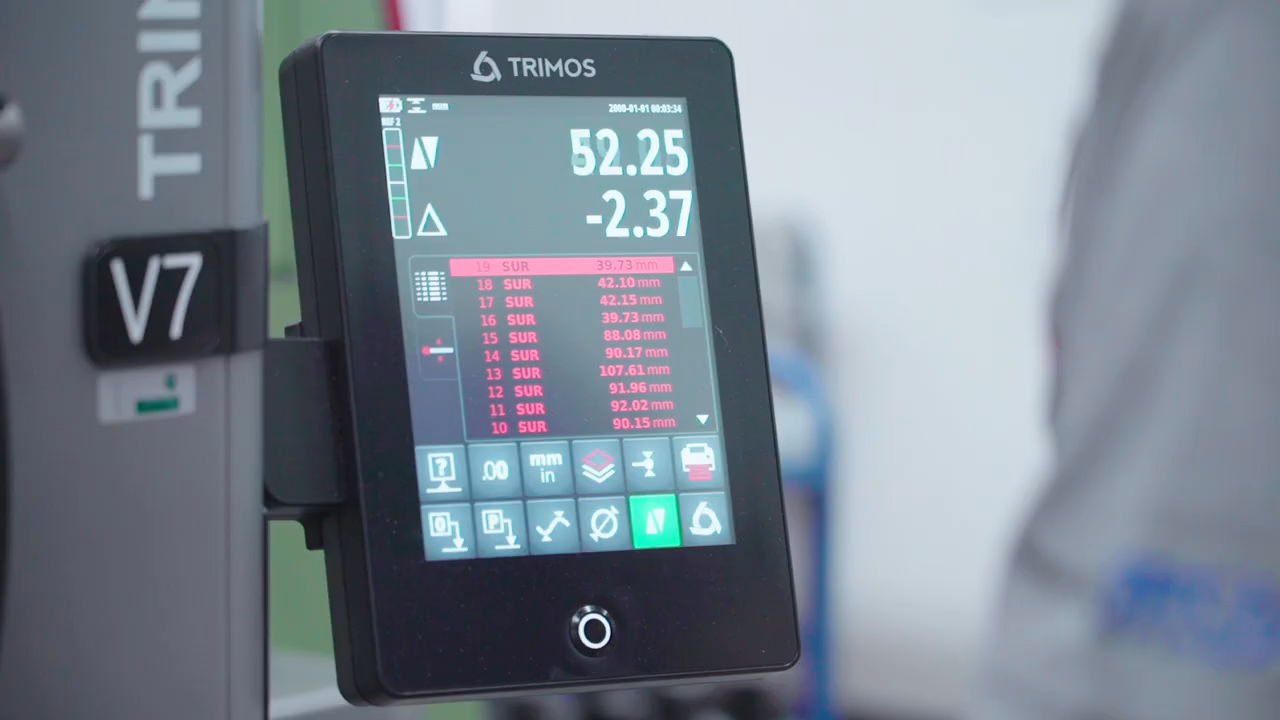 TRIM
V7
TRIMOS
mm
2000-01-01 00:03:34
REF 2
52.25
-2.37
19 SUR 39.73 mm
18 SUR 42.10 mm
17 SUR 42.15 mm
16 SUR 39.73 mm
15 SUR 88.08 mm
14 SUR 90.17 mm
13 SUR 107.61 mm
12 SUR 91.96 mm
11 SUR 92.02 mm
10 SUR 90.15 mm
? .00 mm
in
0 P